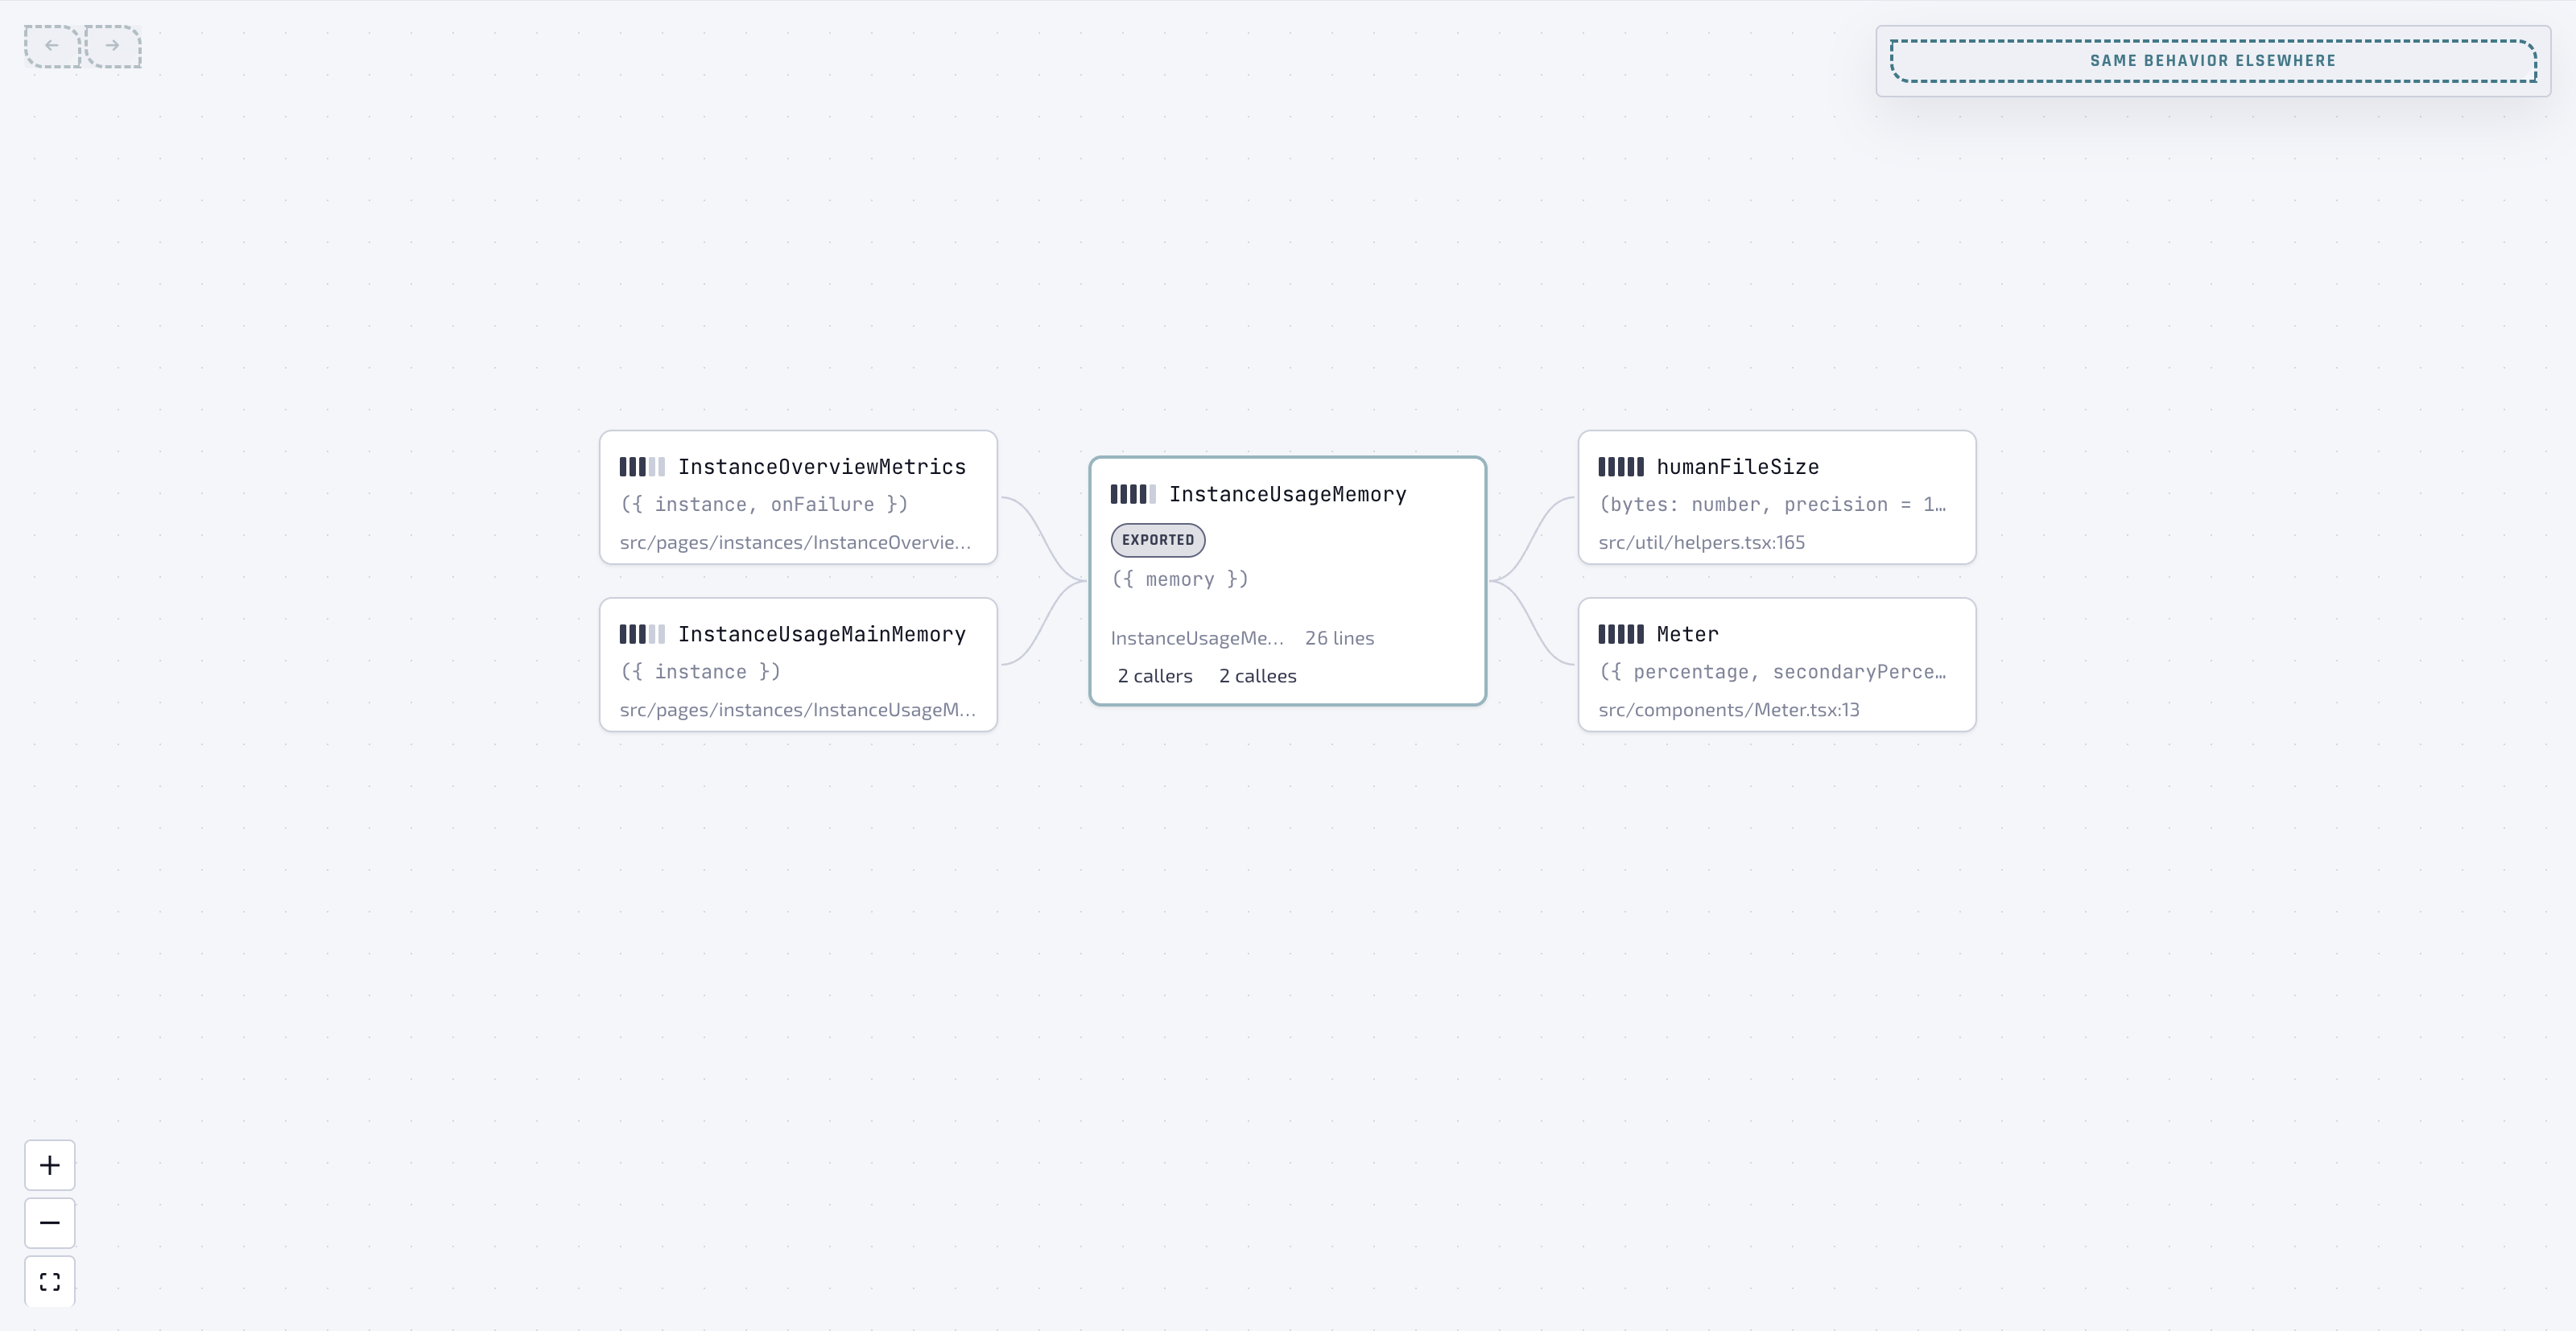 SAME BEHAVIOR ELSEWHERE
InstanceOverviewMetrics
({ instance, onFailure })
src/pages/instances/InstanceOvervie…
InstanceUsageMainMemory
({ instance })
src/pages/instances/InstanceUsageM…
InstanceUsageMemory
EXPORTED
({ memory })
InstanceUsageMe… 26 lines
2 callers 2 callees
humanFileSize
(bytes: number, precision = 1…
src/util/helpers.tsx:165
Meter
({ percentage, secondaryPerce…
src/components/Meter.tsx:13